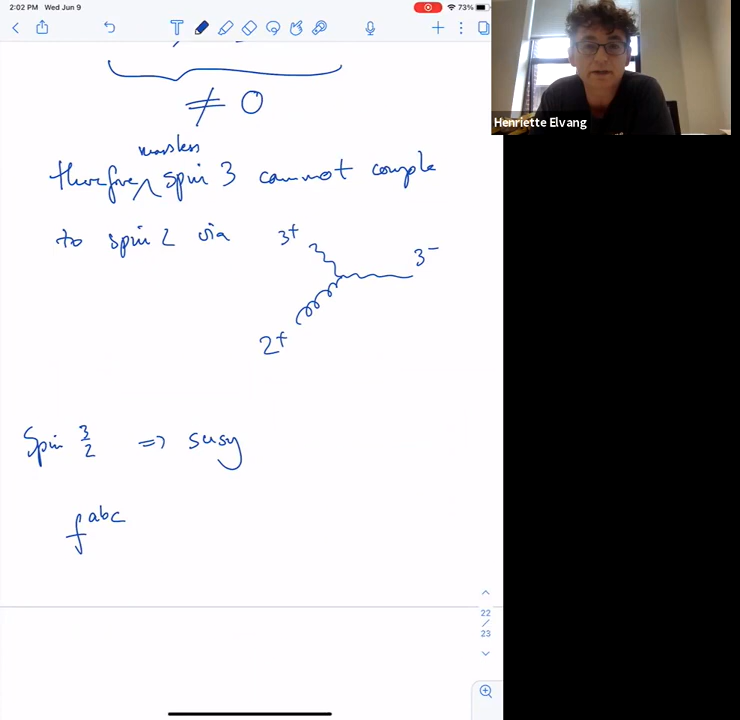 2:02 PM Wed Jun 9
73%
Henriette Elvang
≠ 0
massless
therefore ∧ spin 3 cannot couple
to spin 2 via
3+
3-
2+
Spin 3/2 => susy
f^abc
22
/
23